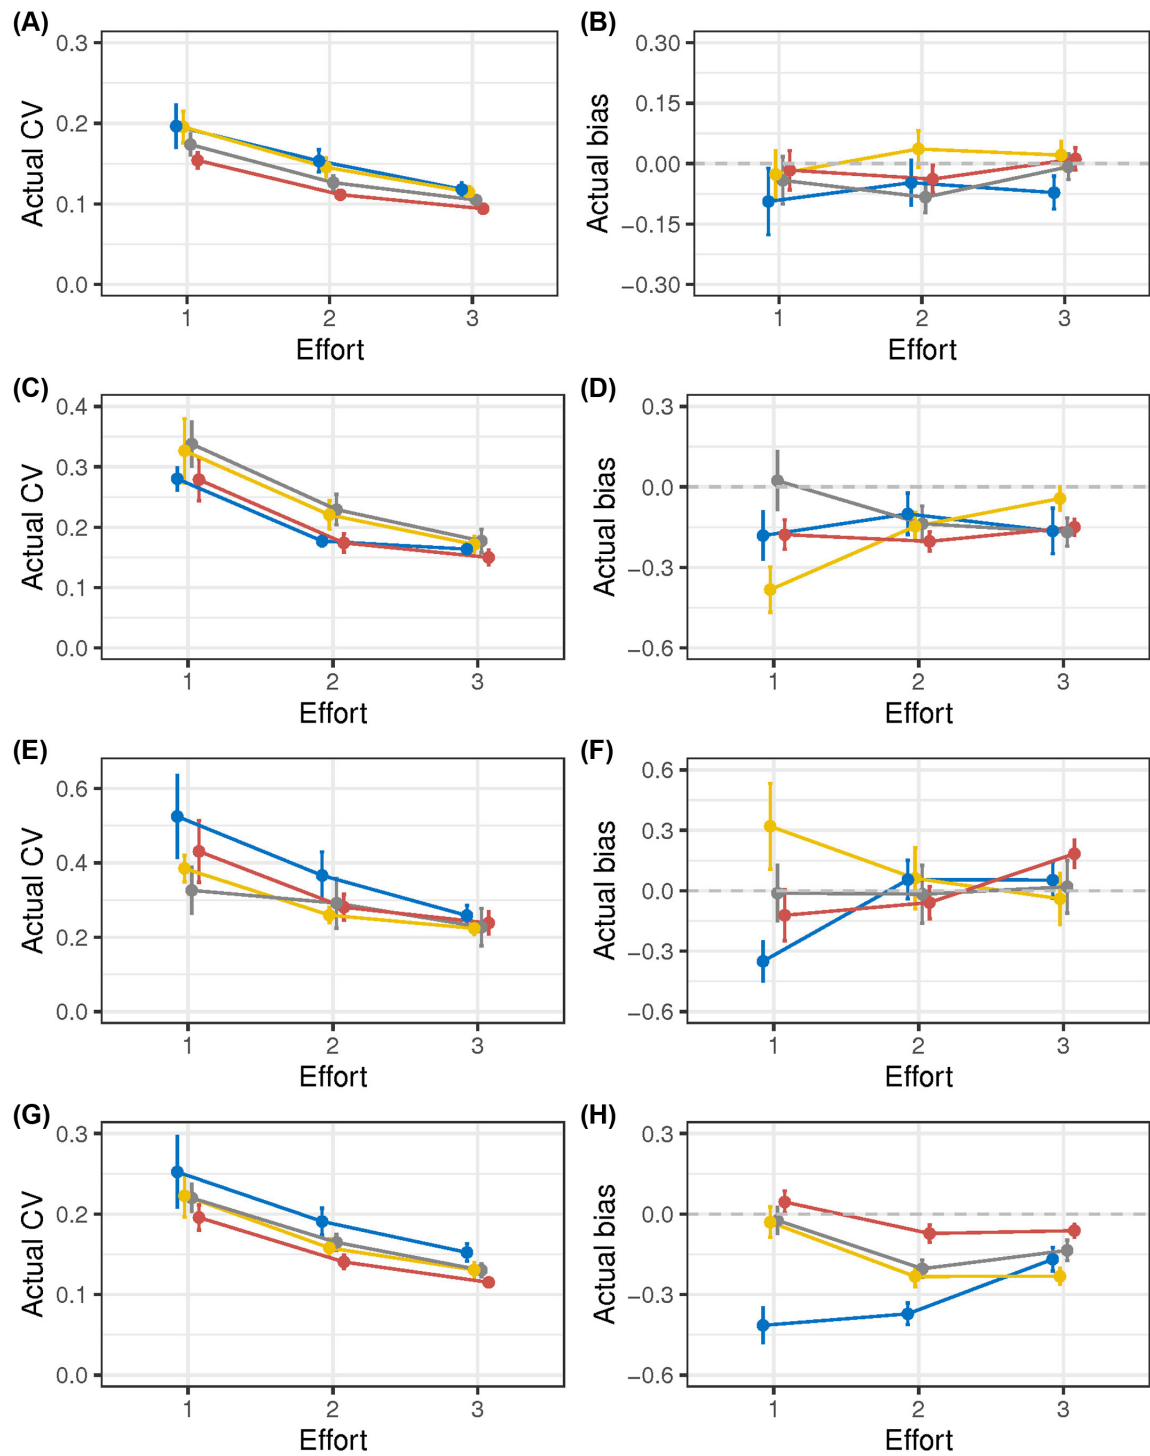 (A)
Actual CV
0.3
0.2
0.1
0.0
1 2 3
Effort
(B)
Actual bias
0.30
0.15
0.00
−0.15
−0.30
1 2 3
Effort
(C)
Actual CV
0.4
0.3
0.2
0.1
0.0
1 2 3
Effort
(D)
Actual bias
0.3
0.0
−0.3
−0.6
1 2 3
Effort
(E)
Actual CV
0.6
0.4
0.2
0.0
1 2 3
Effort
(F)
Actual bias
0.6
0.3
0.0
−0.3
−0.6
1 2 3
Effort
(G)
Actual CV
0.3
0.2
0.1
0.0
1 2 3
Effort
(H)
Actual bias
0.3
0.0
−0.3
−0.6
1 2 3
Effort